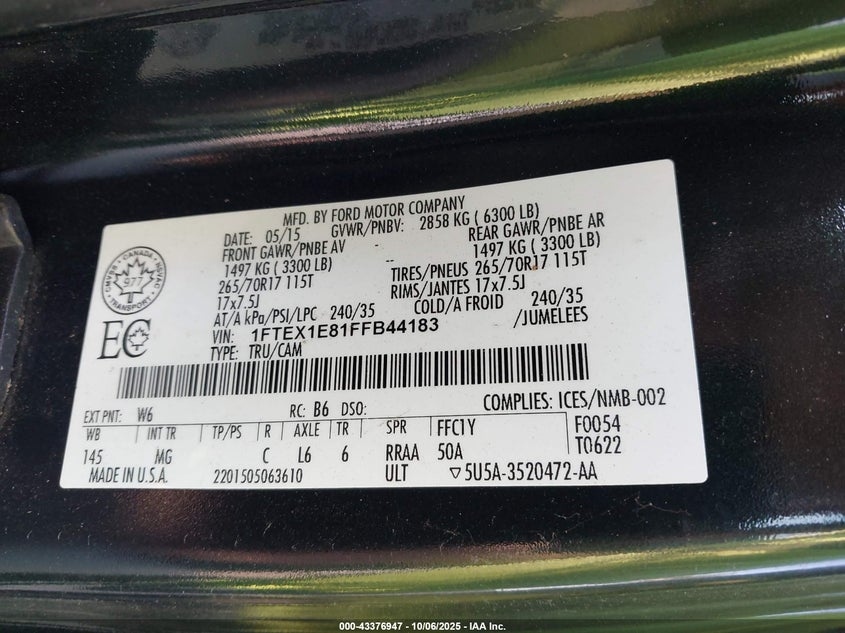 MFD. BY FORD MOTOR COMPANY
DATE: 05/15 GVWR/PNBV: 2858 KG ( 6300 LB)
FRONT GAWR/PNBE AV REAR GAWR/PNBE AR
1497 KG ( 3300 LB) 1497 KG ( 3300 LB)
265/70R17 115T TIRES/PNEUS 265/70R17 115T
17x7.5J RIMS/JANTES 17x7.5J
AT/A kPa/PSI/LPC 240/35 COLD/A FROID 240/35
VIN: 1FTEX1E81FFB44183 /JUMELEES
TYPE: TRU/CAM
CANADA
CMVSS NSVAC
977
TRANSPORT
EC
EXT PNT: W6 RC: B6 DSO: COMPLIES: ICES/NMB-002
WB INT TR TP/PS R AXLE TR SPR FFC1Y F0054
145 MG C L6 6 RRAA 50A T0622
MADE IN U.S.A. 2201505063610 ULT ▽5U5A-3520472-AA
000-43376947 - 10/06/2025 - IAA Inc.